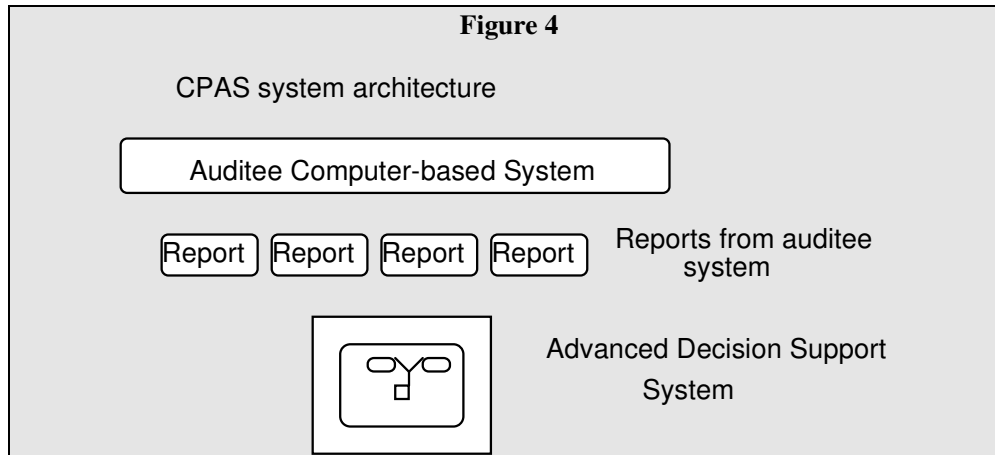 Figure 4
CPAS system architecture
Auditee Computer-based System
Report Report Report Report
Reports from auditee
system
Advanced Decision Support
System